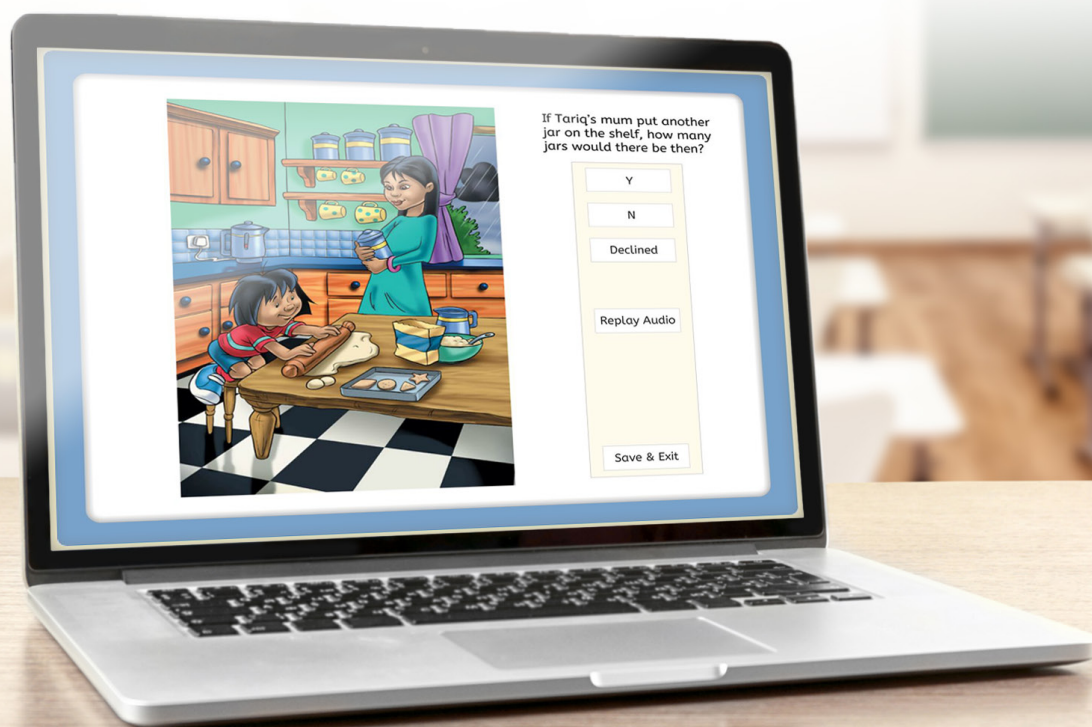 If Tariq's mum put another
jar on the shelf, how many
jars would there be then?
Y
N
Declined
Replay Audio
Save & Exit